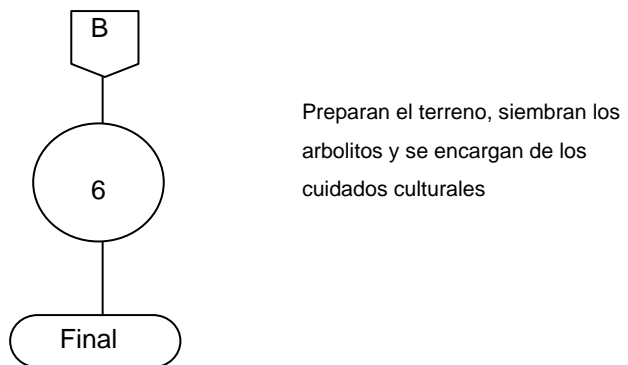 B
Preparan el terreno, siembran los
arbolitos y se encargan de los
cuidados culturales
6
Final